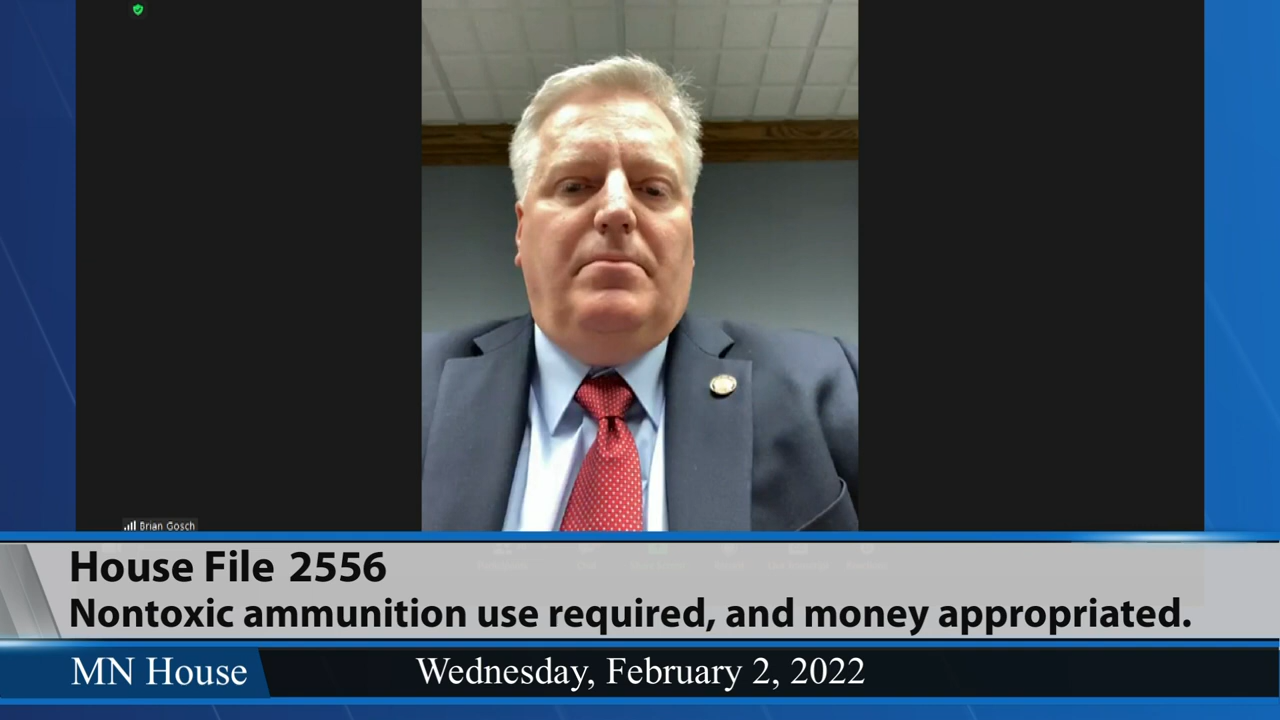 Brian Gosch
House File 2556
Nontoxic ammunition use required, and money appropriated.
MN House
Wednesday, February 2, 2022